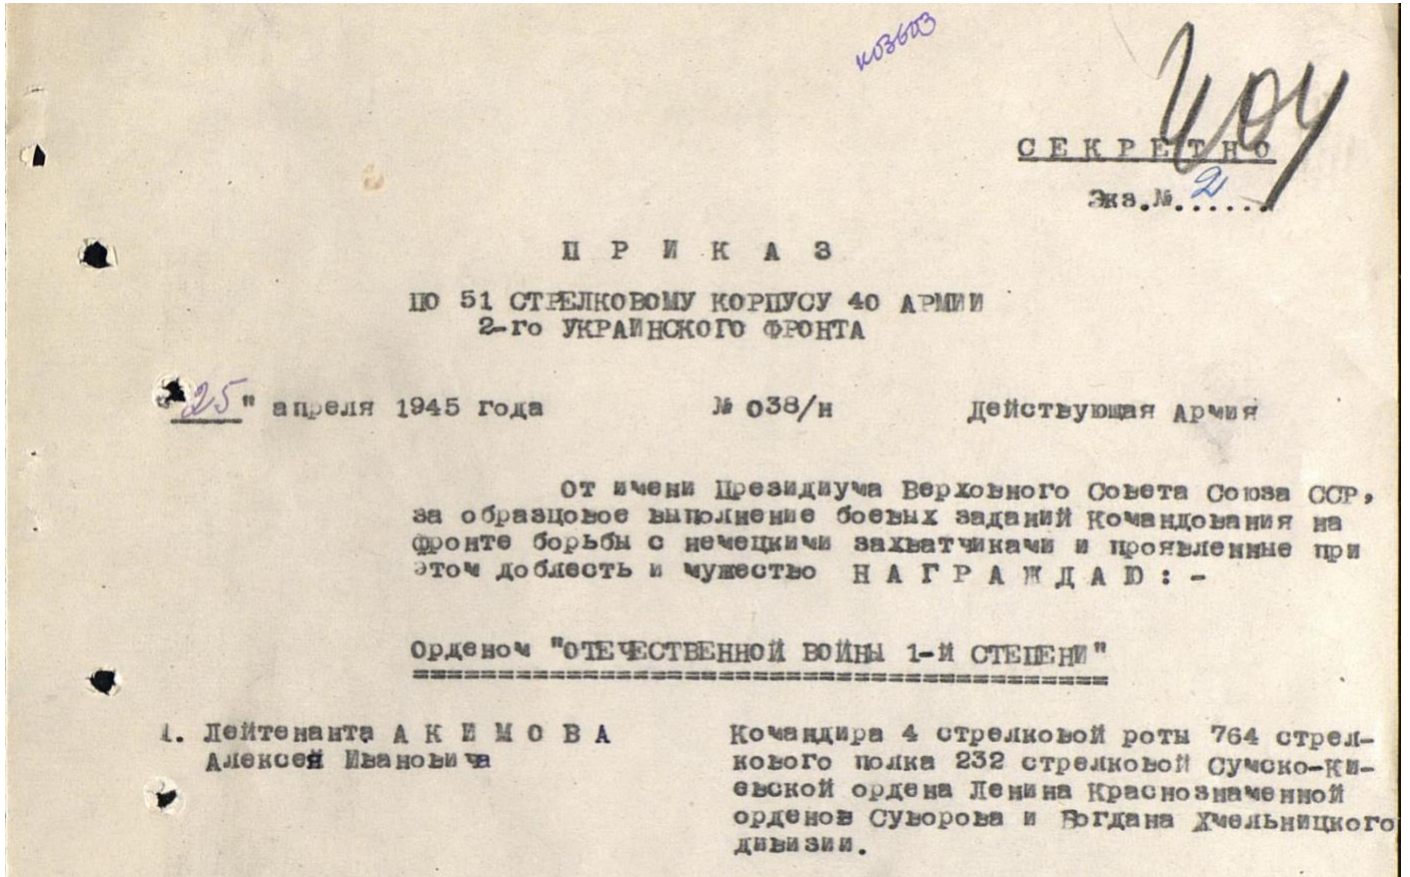 КОЗ603
404
СЕКРЕТНО
Экз.№ 2......
ПРИКАЗ
ПО 51 СТРЕЛКОВОМУ КОРПУСУ 40 АРМИИ
2-го УКРАИНСКОГО ФРОНТА
"25" апреля 1945 года № 038/н Действующая Армия
От имени Президиума Верховного Совета Союза ССР,
за образцовое выполнение боевых заданий Командования на
фронте борьбы с немецкими захватчиками и проявленные при
этом доблесть и мужество НАГРАЖДАЮ:-
Орденом "ОТЕЧЕСТВЕННОЙ ВОЙНЫ 1-й СТЕПЕНИ"
1. Лейтенанта АКИМОВА
Алексея Ивановича
Командира 4 стрелковой роты 764 стрел-
кового полка 232 стрелковой Сумско-Ки-
евской ордена Ленина Краснознаменной
орденов Суворова и Богдана Хмельницкого
дивизии.